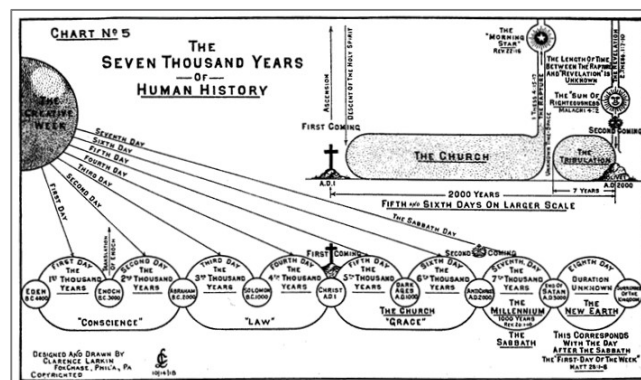 CHART Nº 5
THE
SEVEN THOUSAND YEARS
— OF —
HUMAN HISTORY
THE
CREATIVE
WEEK
SEVENTH DAY
SIXTH DAY
FIFTH DAY
FOURTH DAY
THIRD DAY
SECOND DAY
FIRST DAY
THE SABBATH DAY
ASCENSION
DESCENT OF THE HOLY SPIRIT
FIRST COMING
A.D.1
THE CHURCH
THE
"MORNING
STAR"
REV. 22:16
THE RAPTURE
THE LENGTH OF TIME
BETWEEN THE RAPTURE
AND "REVELATION" IS
UNKNOWN
THE REVELATION
THE "SUN OF
RIGHTEOUSNESS"
MALACHI 4:2
SECOND COMING
THE TRIBULATION
A.D.2000
2000 YEARS
7 YEARS
FIFTH AND SIXTH DAYS ON LARGER SCALE
TRANSLATION OF ENOCH
FIRST COMING
SECOND COMING
EDEN
FIRST DAY
THE
1ST THOUSAND
YEARS
ENOCH
B.C.3000
SECOND DAY
THE
2ND THOUSAND
YEARS
ABRAHAM
B.C.2000
THIRD DAY
THE
3RD THOUSAND
YEARS
SOLOMON
B.C.1000
FOURTH DAY
THE
4TH THOUSAND
YEARS
CHRIST
A.D.1
FIFTH DAY
THE
5TH THOUSAND
YEARS
DARK
AGES
A.D.1000
SIXTH DAY
THE
6TH THOUSAND
YEARS
A.D.2000
SEVENTH DAY
THE
7TH THOUSAND
YEARS
END OF
SATAN
A.D.3000
EIGHTH DAY
DURATION
UNKNOWN
"CONSCIENCE"
"LAW"
THE CHURCH
"GRACE"
THE
MILLENNIUM
1000 YEARS
THE
SABBATH
THE
NEW EARTH
THIS CORRESPONDS
WITH THE DAY
AFTER THE SABBATH
THE "FIRST-DAY OF THE WEEK"
MATT 28:1-6
DESIGNED AND DRAWN BY
CLARENCE LARKIN
FOX CHASE, PHIL'A., PA
COPYRIGHTED